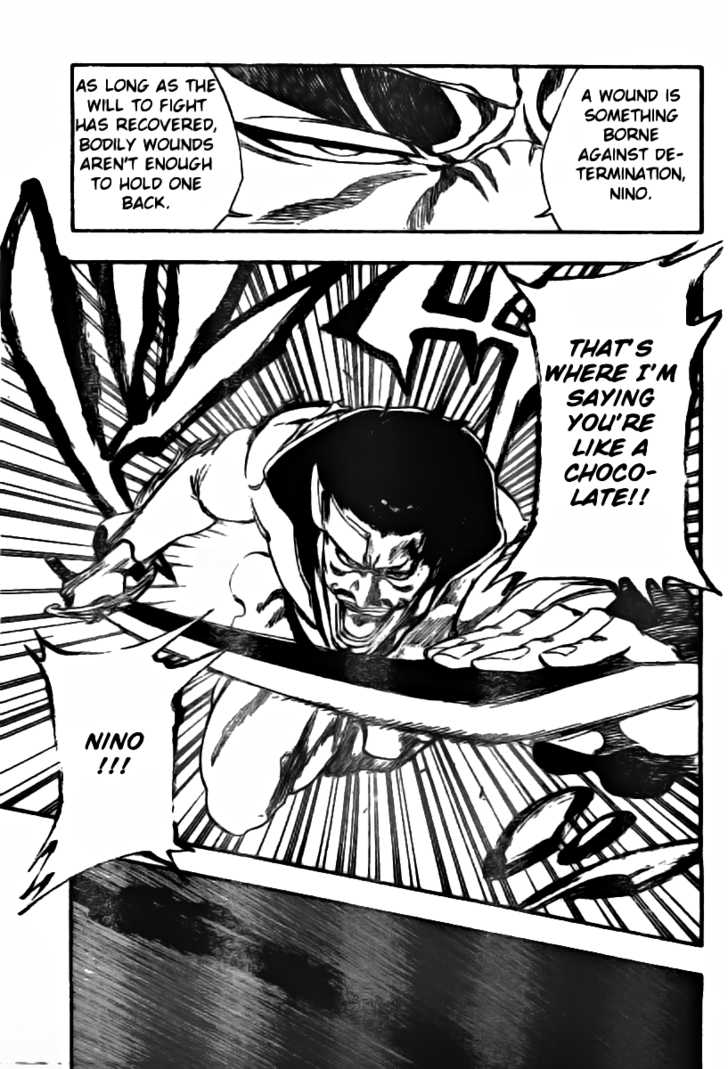 A WOUND IS
SOMETHING
BORNE
AGAINST DE-
TERMINATION,
NINO.
AS LONG AS THE
WILL TO FIGHT
HAS RECOVERED,
BODILY WOUNDS
AREN'T ENOUGH
TO HOLD ONE
BACK.
THAT'S
WHERE I'M
SAYING
YOU'RE
LIKE A
CHOCO-
LATE!!
NINO
!!!